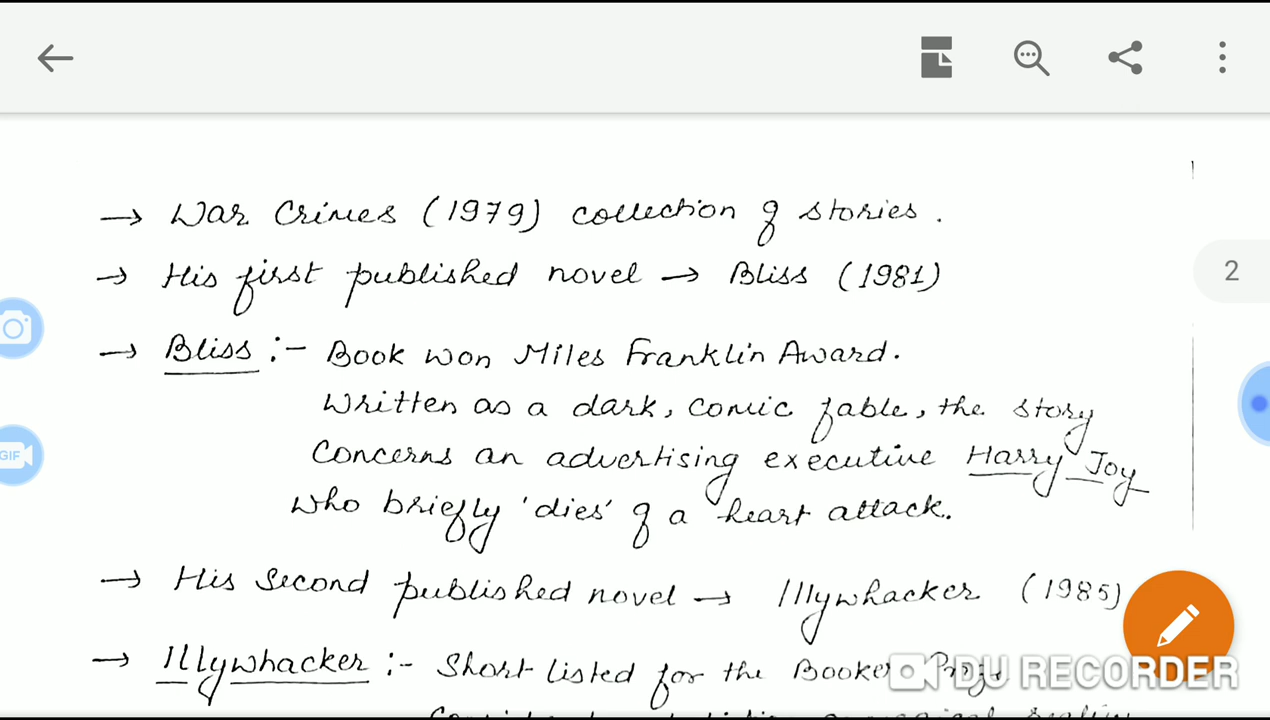 2
→ War Crimes (1979) collection of stories.
→ His first published novel → Bliss (1981)
→ Bliss :- Book won Miles Franklin Award.
Written as a dark, comic fable, the story
concerns an advertising executive Harry Joy
who briefly 'dies' of a heart attack.
→ His second published novel → Illywhacker (1985)
→ Illywhacker :- Short listed for the Booker Prize
GIF
DU RECORDER